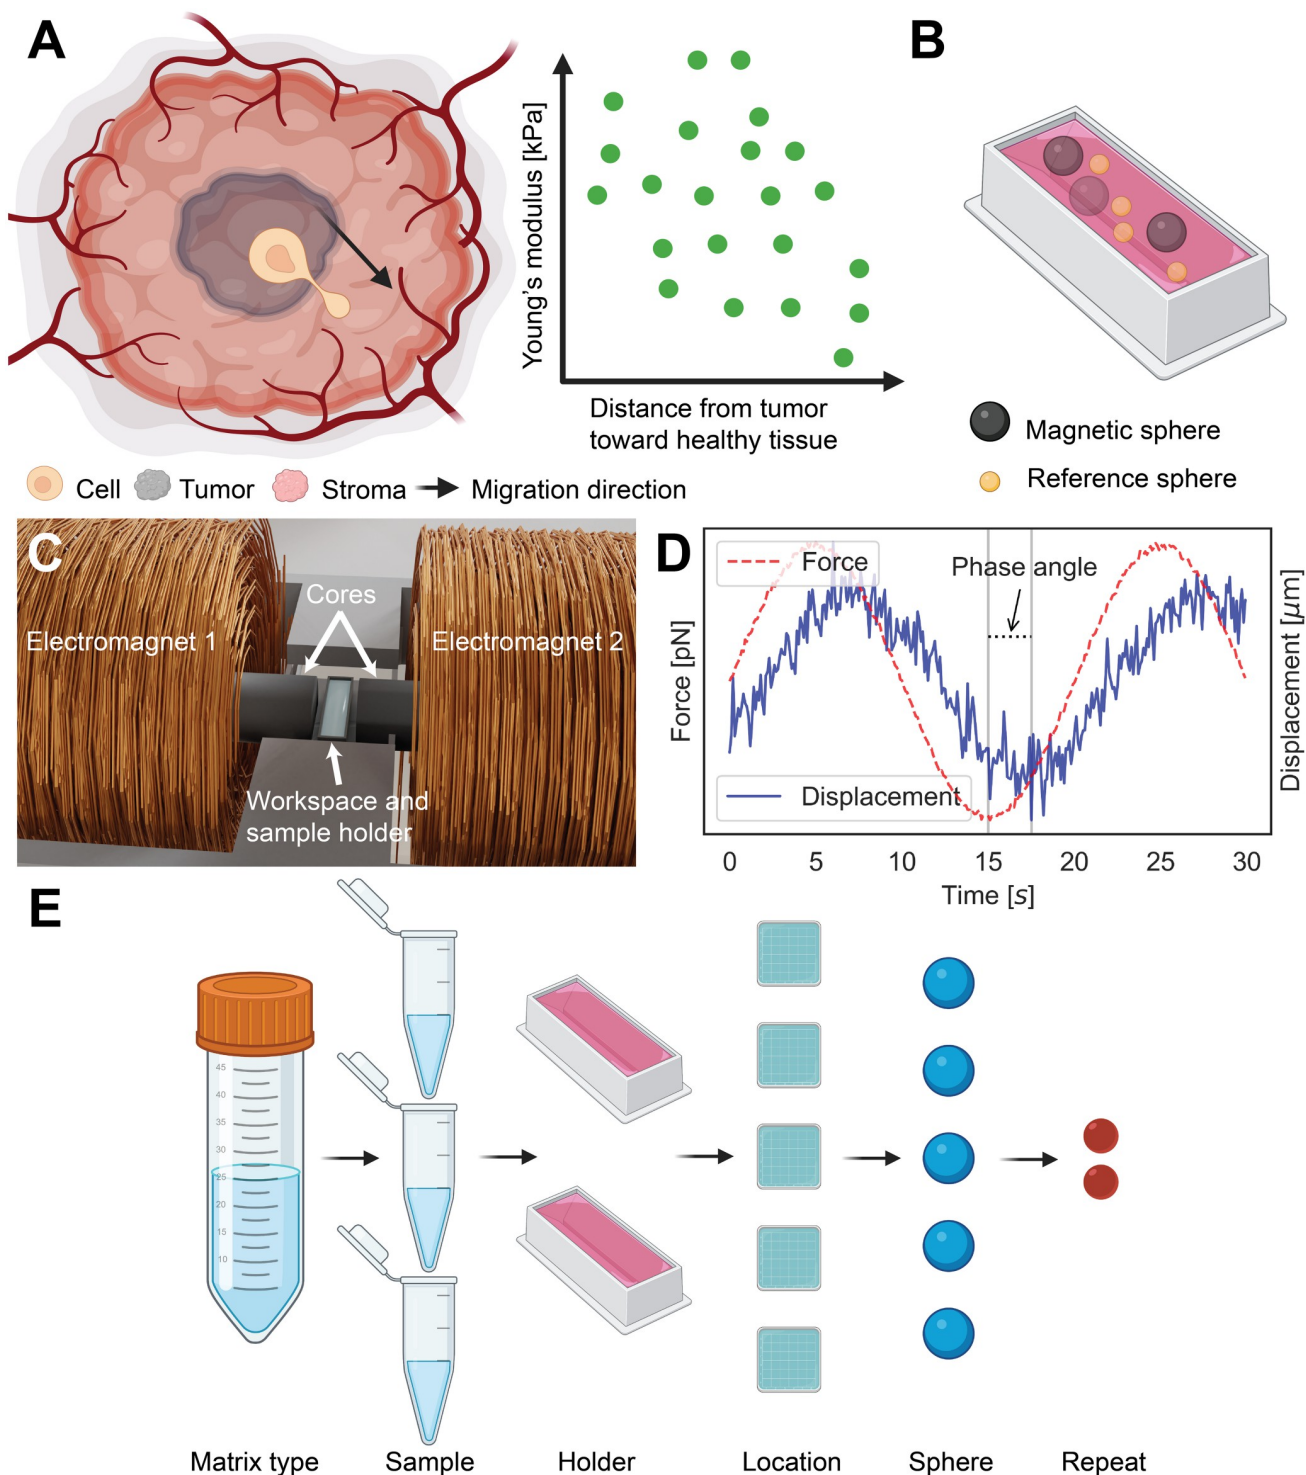 A
Young's modulus [kPa]
Distance from tumor
toward healthy tissue
Cell
Tumor
Stroma
Migration direction
B
Magnetic sphere
Reference sphere
C
Cores
Electromagnet 1
Electromagnet 2
Workspace and
sample holder
D
Force
Phase angle
Displacement
Force [pN]
Displacement [μm]
0 5 10 15 20 25 30
Time [s]
E
45
40
35
30
25
20
15
10
Matrix type
Sample
Holder
Location
Sphere
Repeat